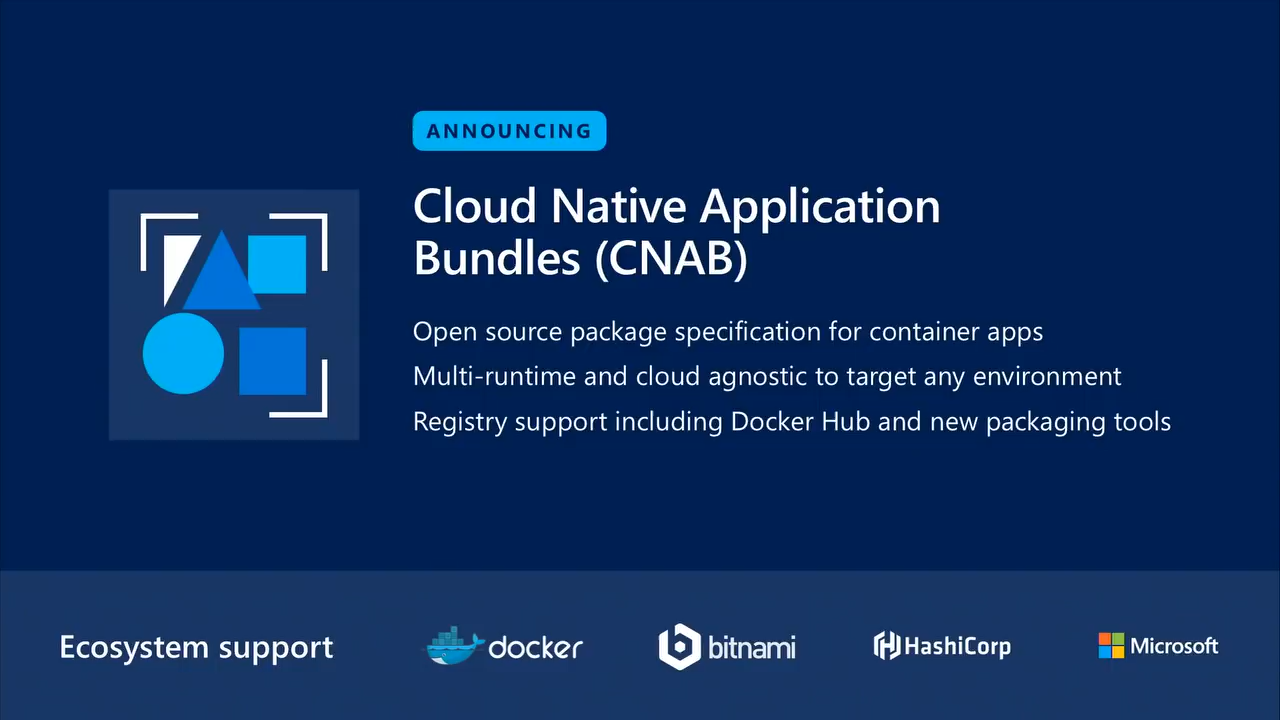 ANNOUNCING
Cloud Native Application
Bundles (CNAB)
Open source package specification for container apps
Multi-runtime and cloud agnostic to target any environment
Registry support including Docker Hub and new packaging tools
Ecosystem support
docker
bitnami
HashiCorp
Microsoft